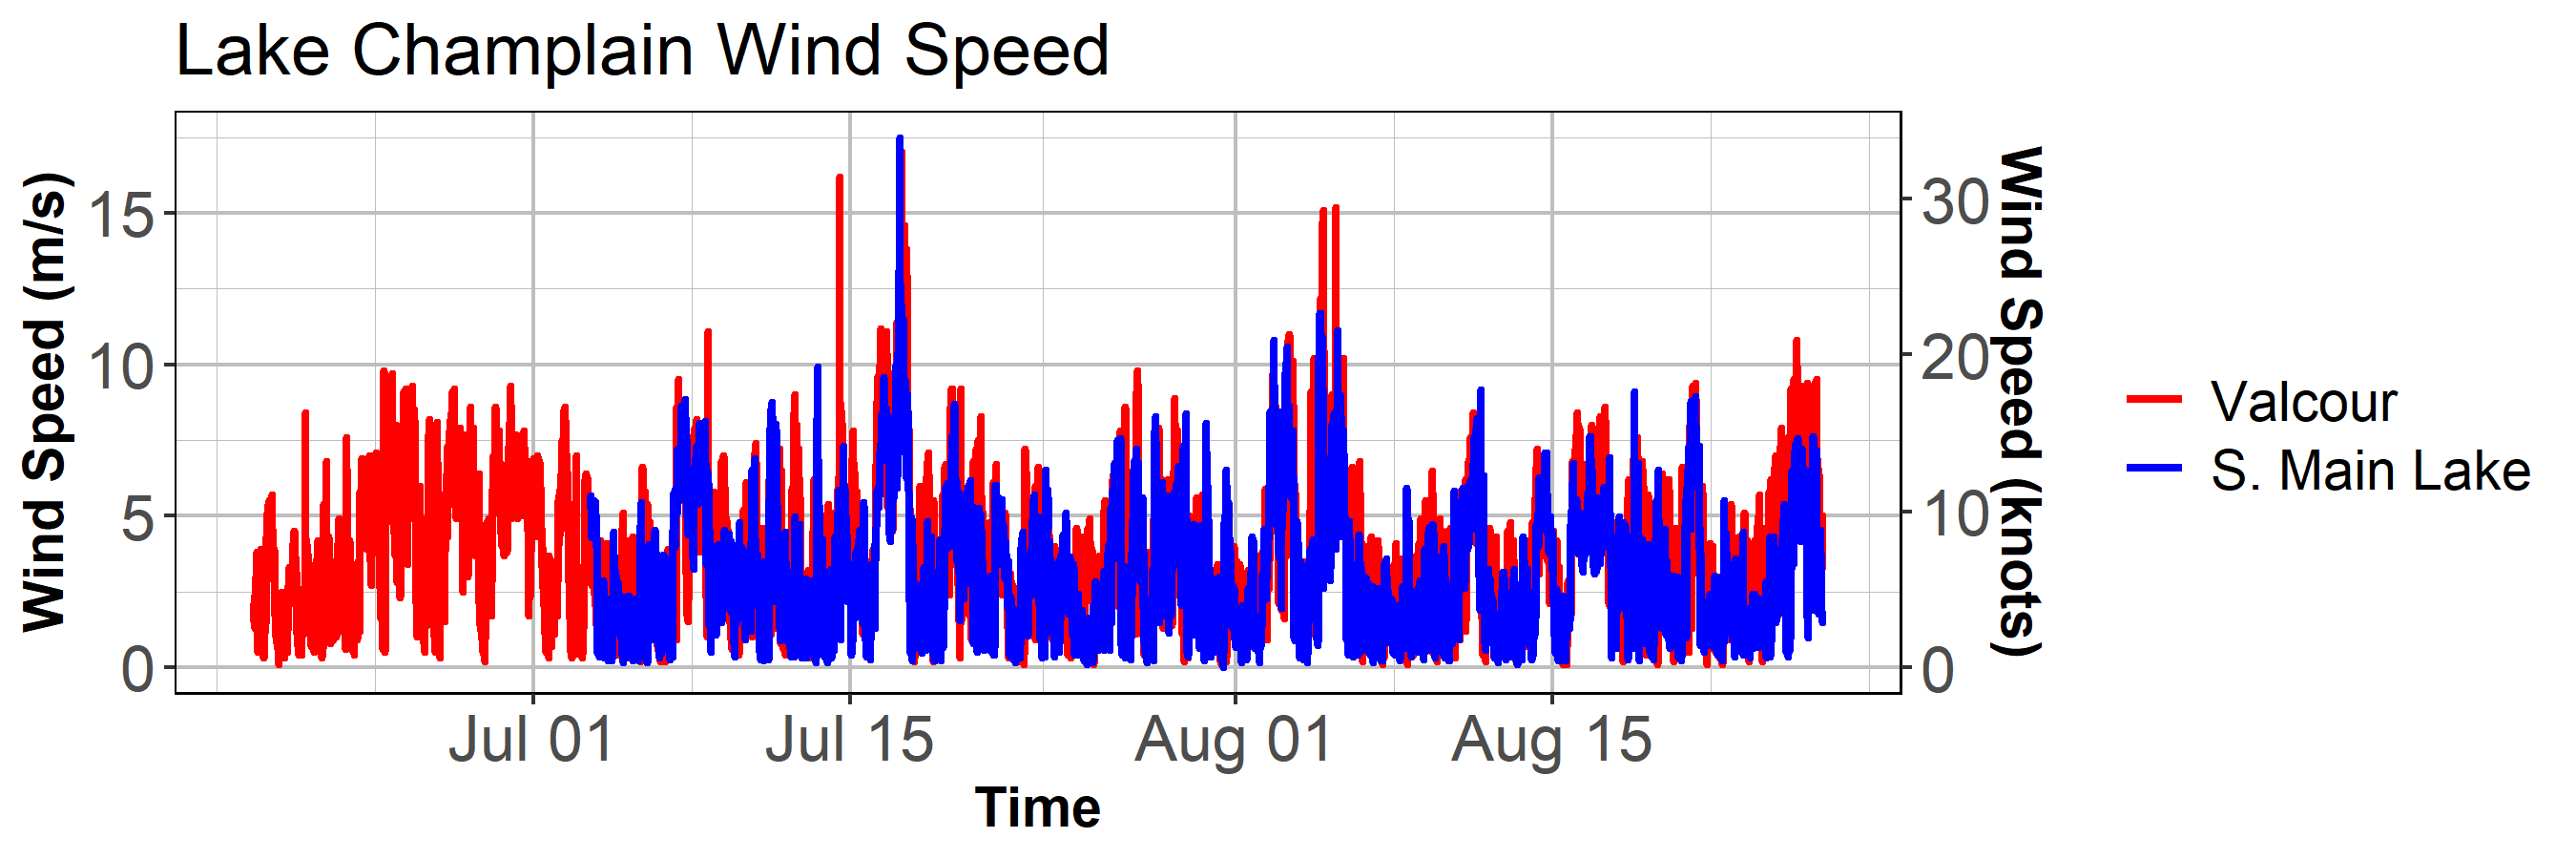 Lake Champlain Wind Speed
Wind Speed (m/s)
15
10
5
0
30
20
10
0
Wind Speed (knots)
Jul 01
Jul 15
Aug 01
Aug 15
Time
Valcour
S. Main Lake